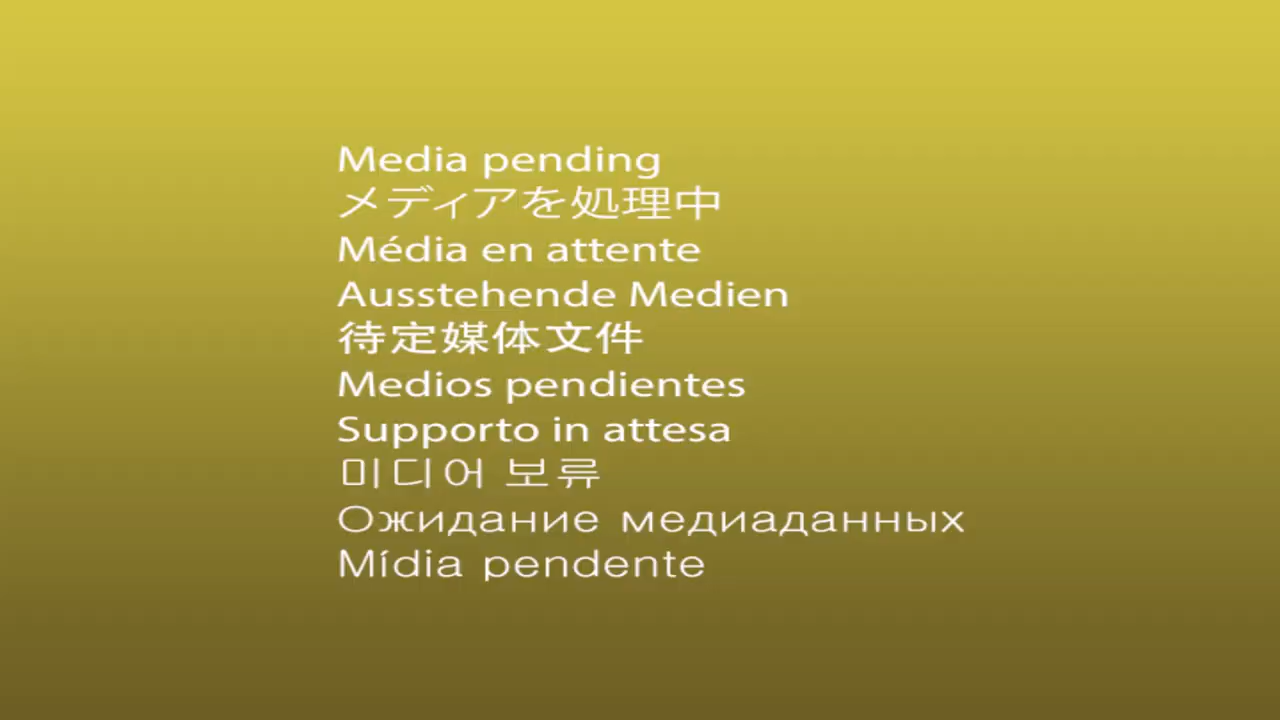 Media pending
メディアを処理中
Média en attente
Ausstehende Medien
待定媒体文件
Medios pendientes
Supporto in attesa
미디어 보류
Ожидание медиаданных
Mídia pendente